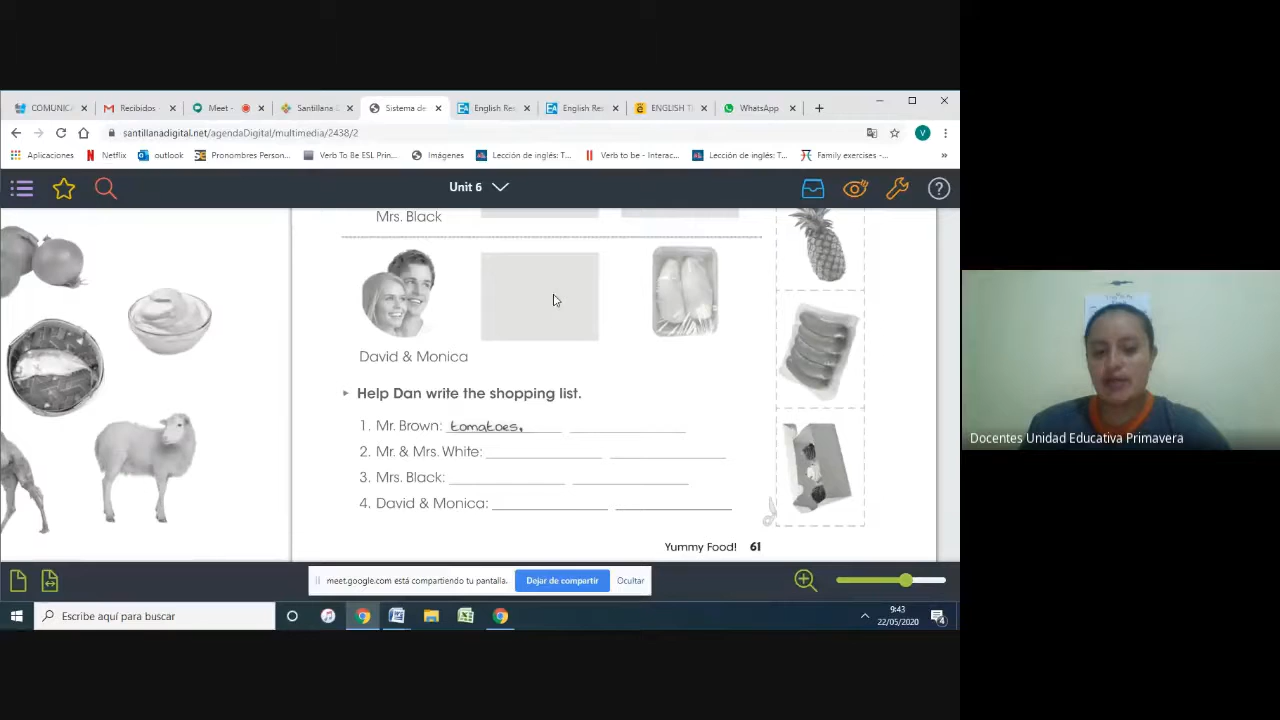 COMUNICA
Recibidos
Meet -
Santillana
Sistema de
English Res
English Res
ENGLISH T
WhatsApp
santillanadigital.net/agendaDigital/multimedia/2438/2
Aplicaciones
Netflix
outlook
Pronombres Person...
Verb To Be ESL Prin...
Imágenes
Lección de inglés: T...
Verb to be - Interac...
Lección de inglés: T...
Family exercises -...
»
Unit 6
Mrs. Black
David & Monica
Help Dan write the shopping list.
1. Mr. Brown: tomatoes,
2. Mr. & Mrs. White:
3. Mrs. Black:
4. David & Monica:
Yummy Food! 61
meet.google.com está compartiendo tu pantalla.
Dejar de compartir
Ocultar
Escribe aquí para buscar
9:43
22/05/2020
4
Docentes Unidad Educativa Primavera